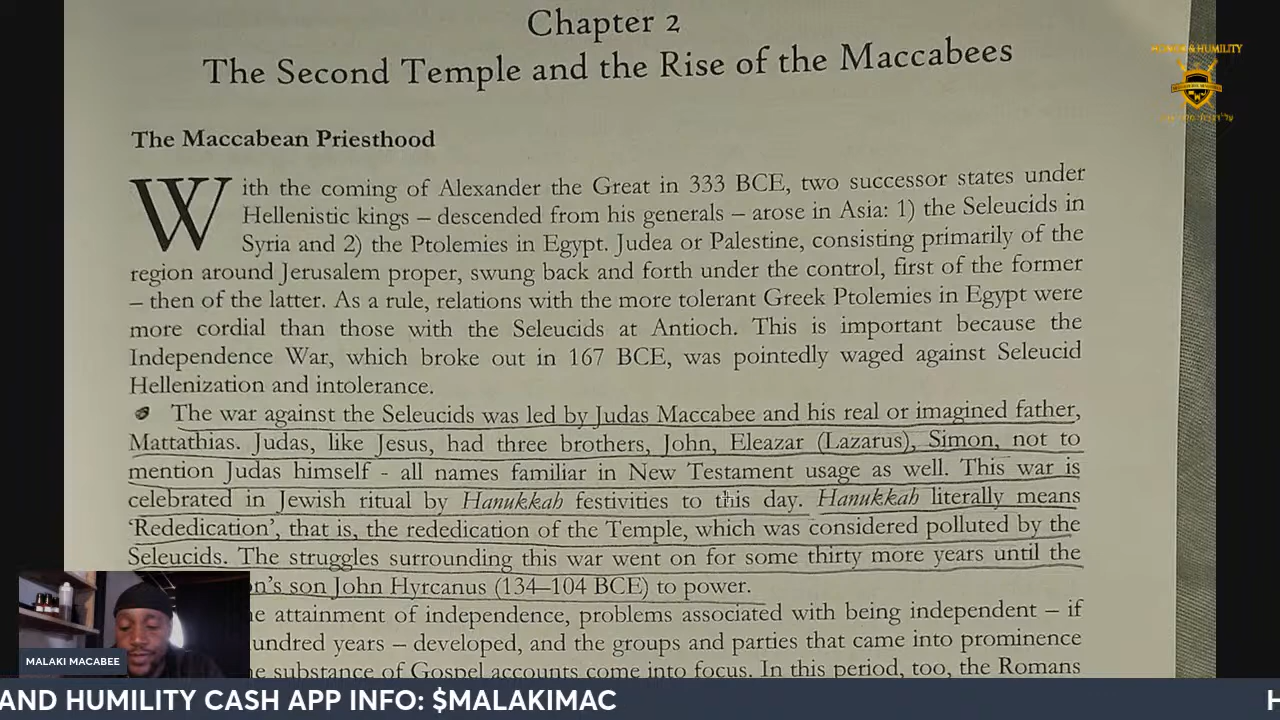 Chapter 2
The Second Temple and the Rise of the Maccabees
HONOR & HUMILITY
The Maccabean Priesthood
With the coming of Alexander the Great in 333 BCE, two successor states under
Hellenistic kings – descended from his generals – arose in Asia: 1) the Seleucids in
Syria and 2) the Ptolemies in Egypt. Judea or Palestine, consisting primarily of the
region around Jerusalem proper, swung back and forth under the control, first of the former
– then of the latter. As a rule, relations with the more tolerant Greek Ptolemies in Egypt were
more cordial than those with the Seleucids at Antioch. This is important because the
Independence War, which broke out in 167 BCE, was pointedly waged against Seleucid
Hellenization and intolerance.
The war against the Seleucids was led by Judas Maccabee and his real or imagined father,
Mattathias. Judas, like Jesus, had three brothers, John, Eleazar (Lazarus), Simon, not to
mention Judas himself - all names familiar in New Testament usage as well. This war is
celebrated in Jewish ritual by Hanukkah festivities to this day. Hanukkah literally means
‘Rededication’, that is, the rededication of the Temple, which was considered polluted by the
Seleucids. The struggles surrounding this war went on for some thirty more years until the
n’s son John Hyrcanus (134–104 BCE) to power.
e attainment of independence, problems associated with being independent – if
undred years – developed, and the groups and parties that came into prominence
e substance of Gospel accounts come into focus. In this period, too, the Romans
MALAKI MACABEE
AND HUMILITY CASH APP INFO: $MALAKIMAC
H